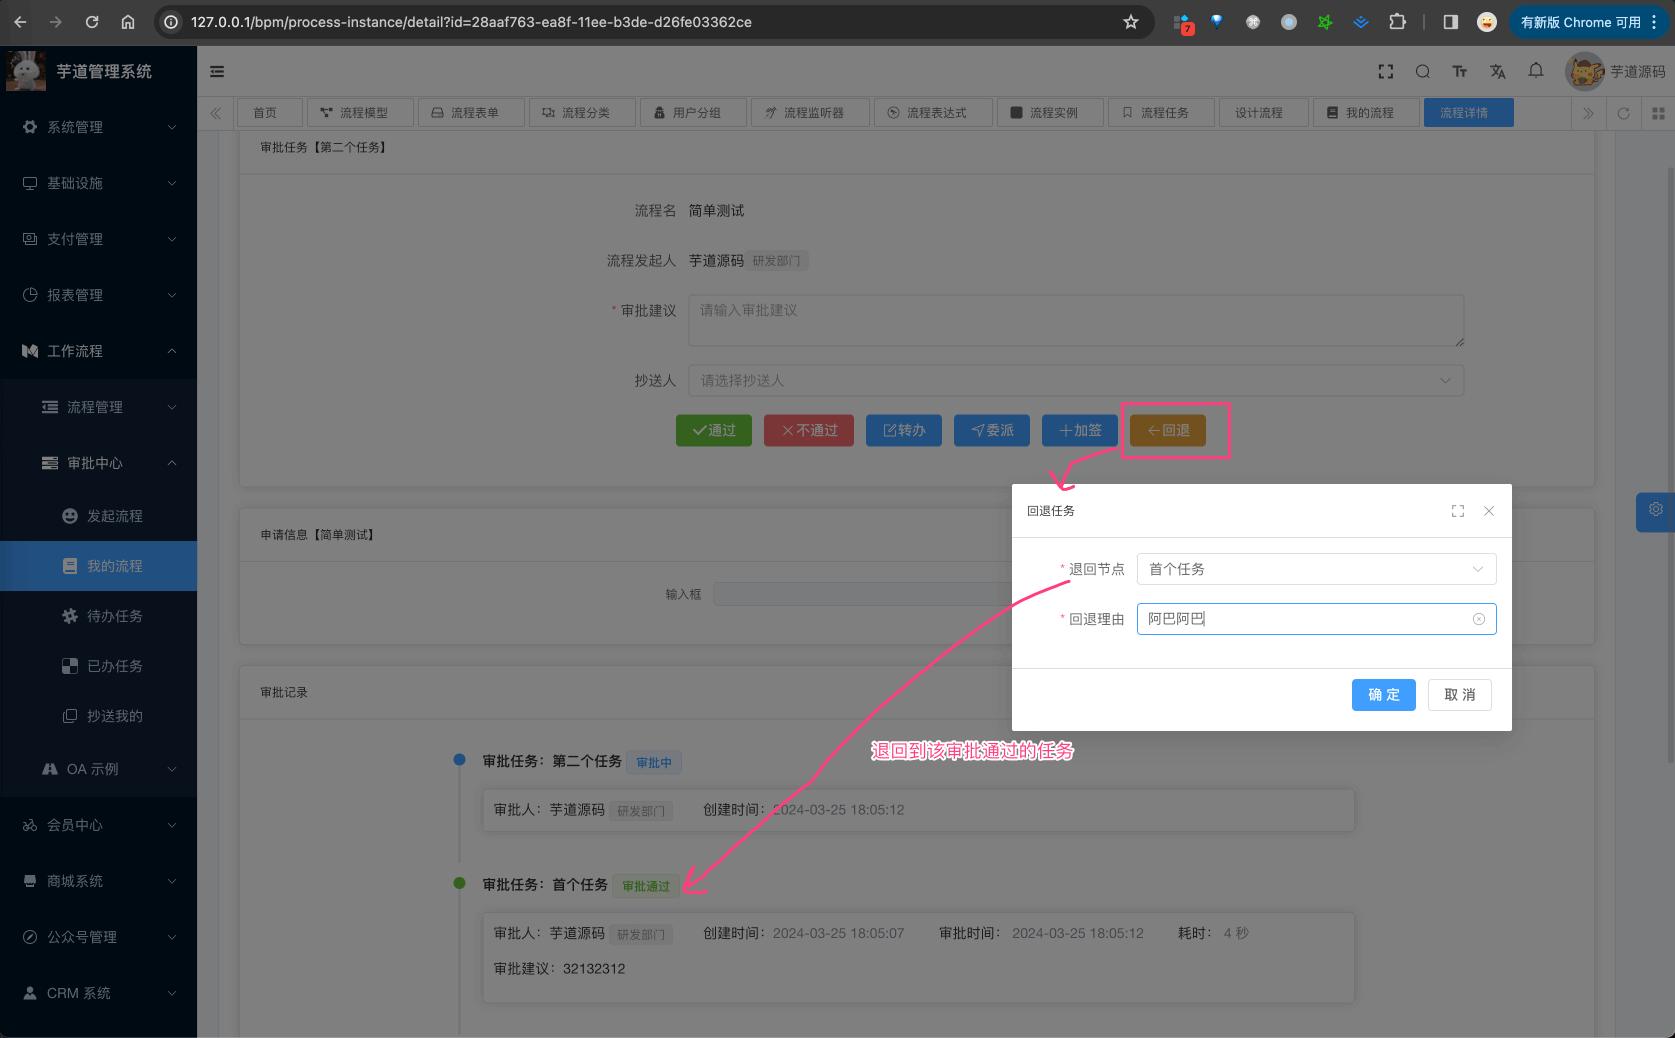 127.0.0.1/bpm/process-instance/detail?id=28aaf763-ea8f-11ee-b3de-d26fe03362ce
7
有新版 Chrome 可用
芋道管理系统
芋道源码
首页 流程模型 流程表单 流程分类 用户分组 流程监听器 流程表达式 流程实例 流程任务 设计流程 我的流程 流程详情
系统管理
基础设施
支付管理
报表管理
工作流程
流程管理
审批中心
发起流程
我的流程
待办任务
已办任务
抄送我的
OA 示例
会员中心
商城系统
公众号管理
CRM 系统
审批任务【第二个任务】
流程名 简单测试
流程发起人 芋道源码 研发部门
* 审批建议 请输入审批建议
抄送人 请选择抄送人
通过 不通过 转办 委派 加签 回退
申请信息【简单测试】
输入框
回退任务
* 退回节点 首个任务
* 回退理由 阿巴阿巴
确 定 取 消
退回到该审批通过的任务
审批记录
审批任务：第二个任务 审批中
审批人：芋道源码 研发部门 创建时间：2024-03-25 18:05:12
审批任务：首个任务 审批通过
审批人：芋道源码 研发部门 创建时间：2024-03-25 18:05:07 审批时间：2024-03-25 18:05:12 耗时：4 秒
审批建议：32132312